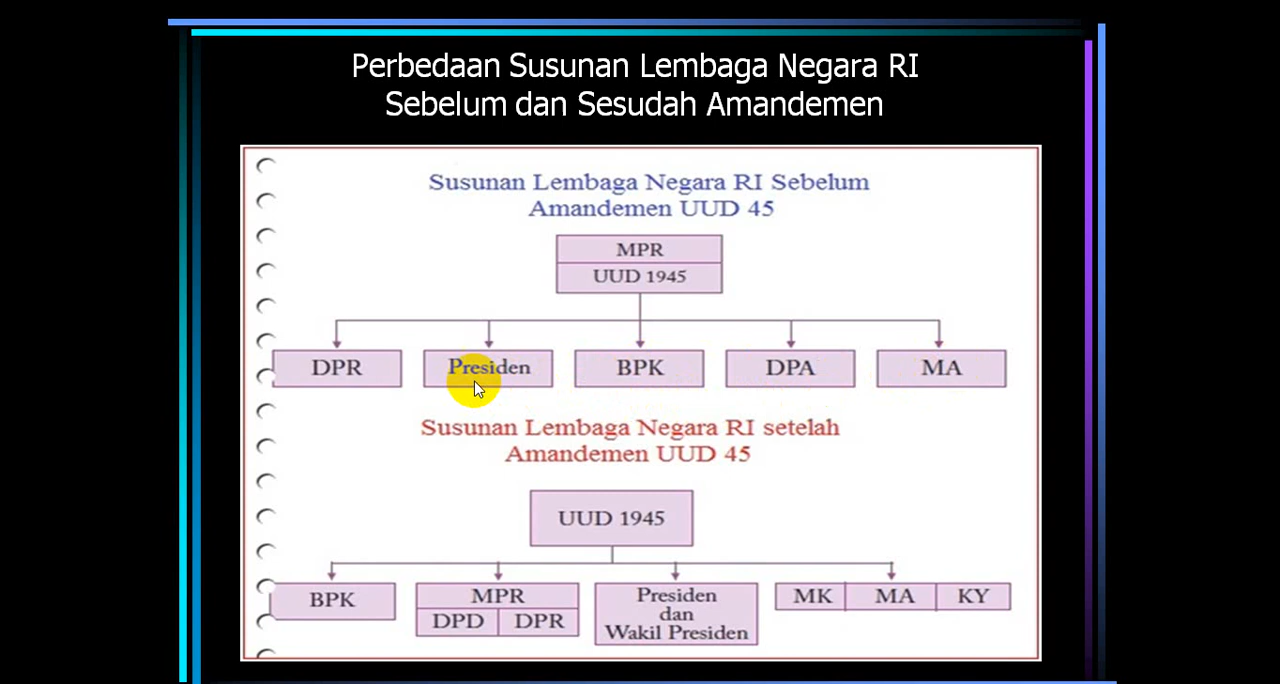 Perbedaan Susunan Lembaga Negara RI
Sebelum dan Sesudah Amandemen
Susunan Lembaga Negara RI Sebelum
Amandemen UUD 45
MPR
UUD 1945
DPR
Presiden
BPK
DPA
MA
Susunan Lembaga Negara RI setelah
Amandemen UUD 45
UUD 1945
BPK
MPR
DPD
DPR
Presiden
dan
Wakil Presiden
MK
MA
KY